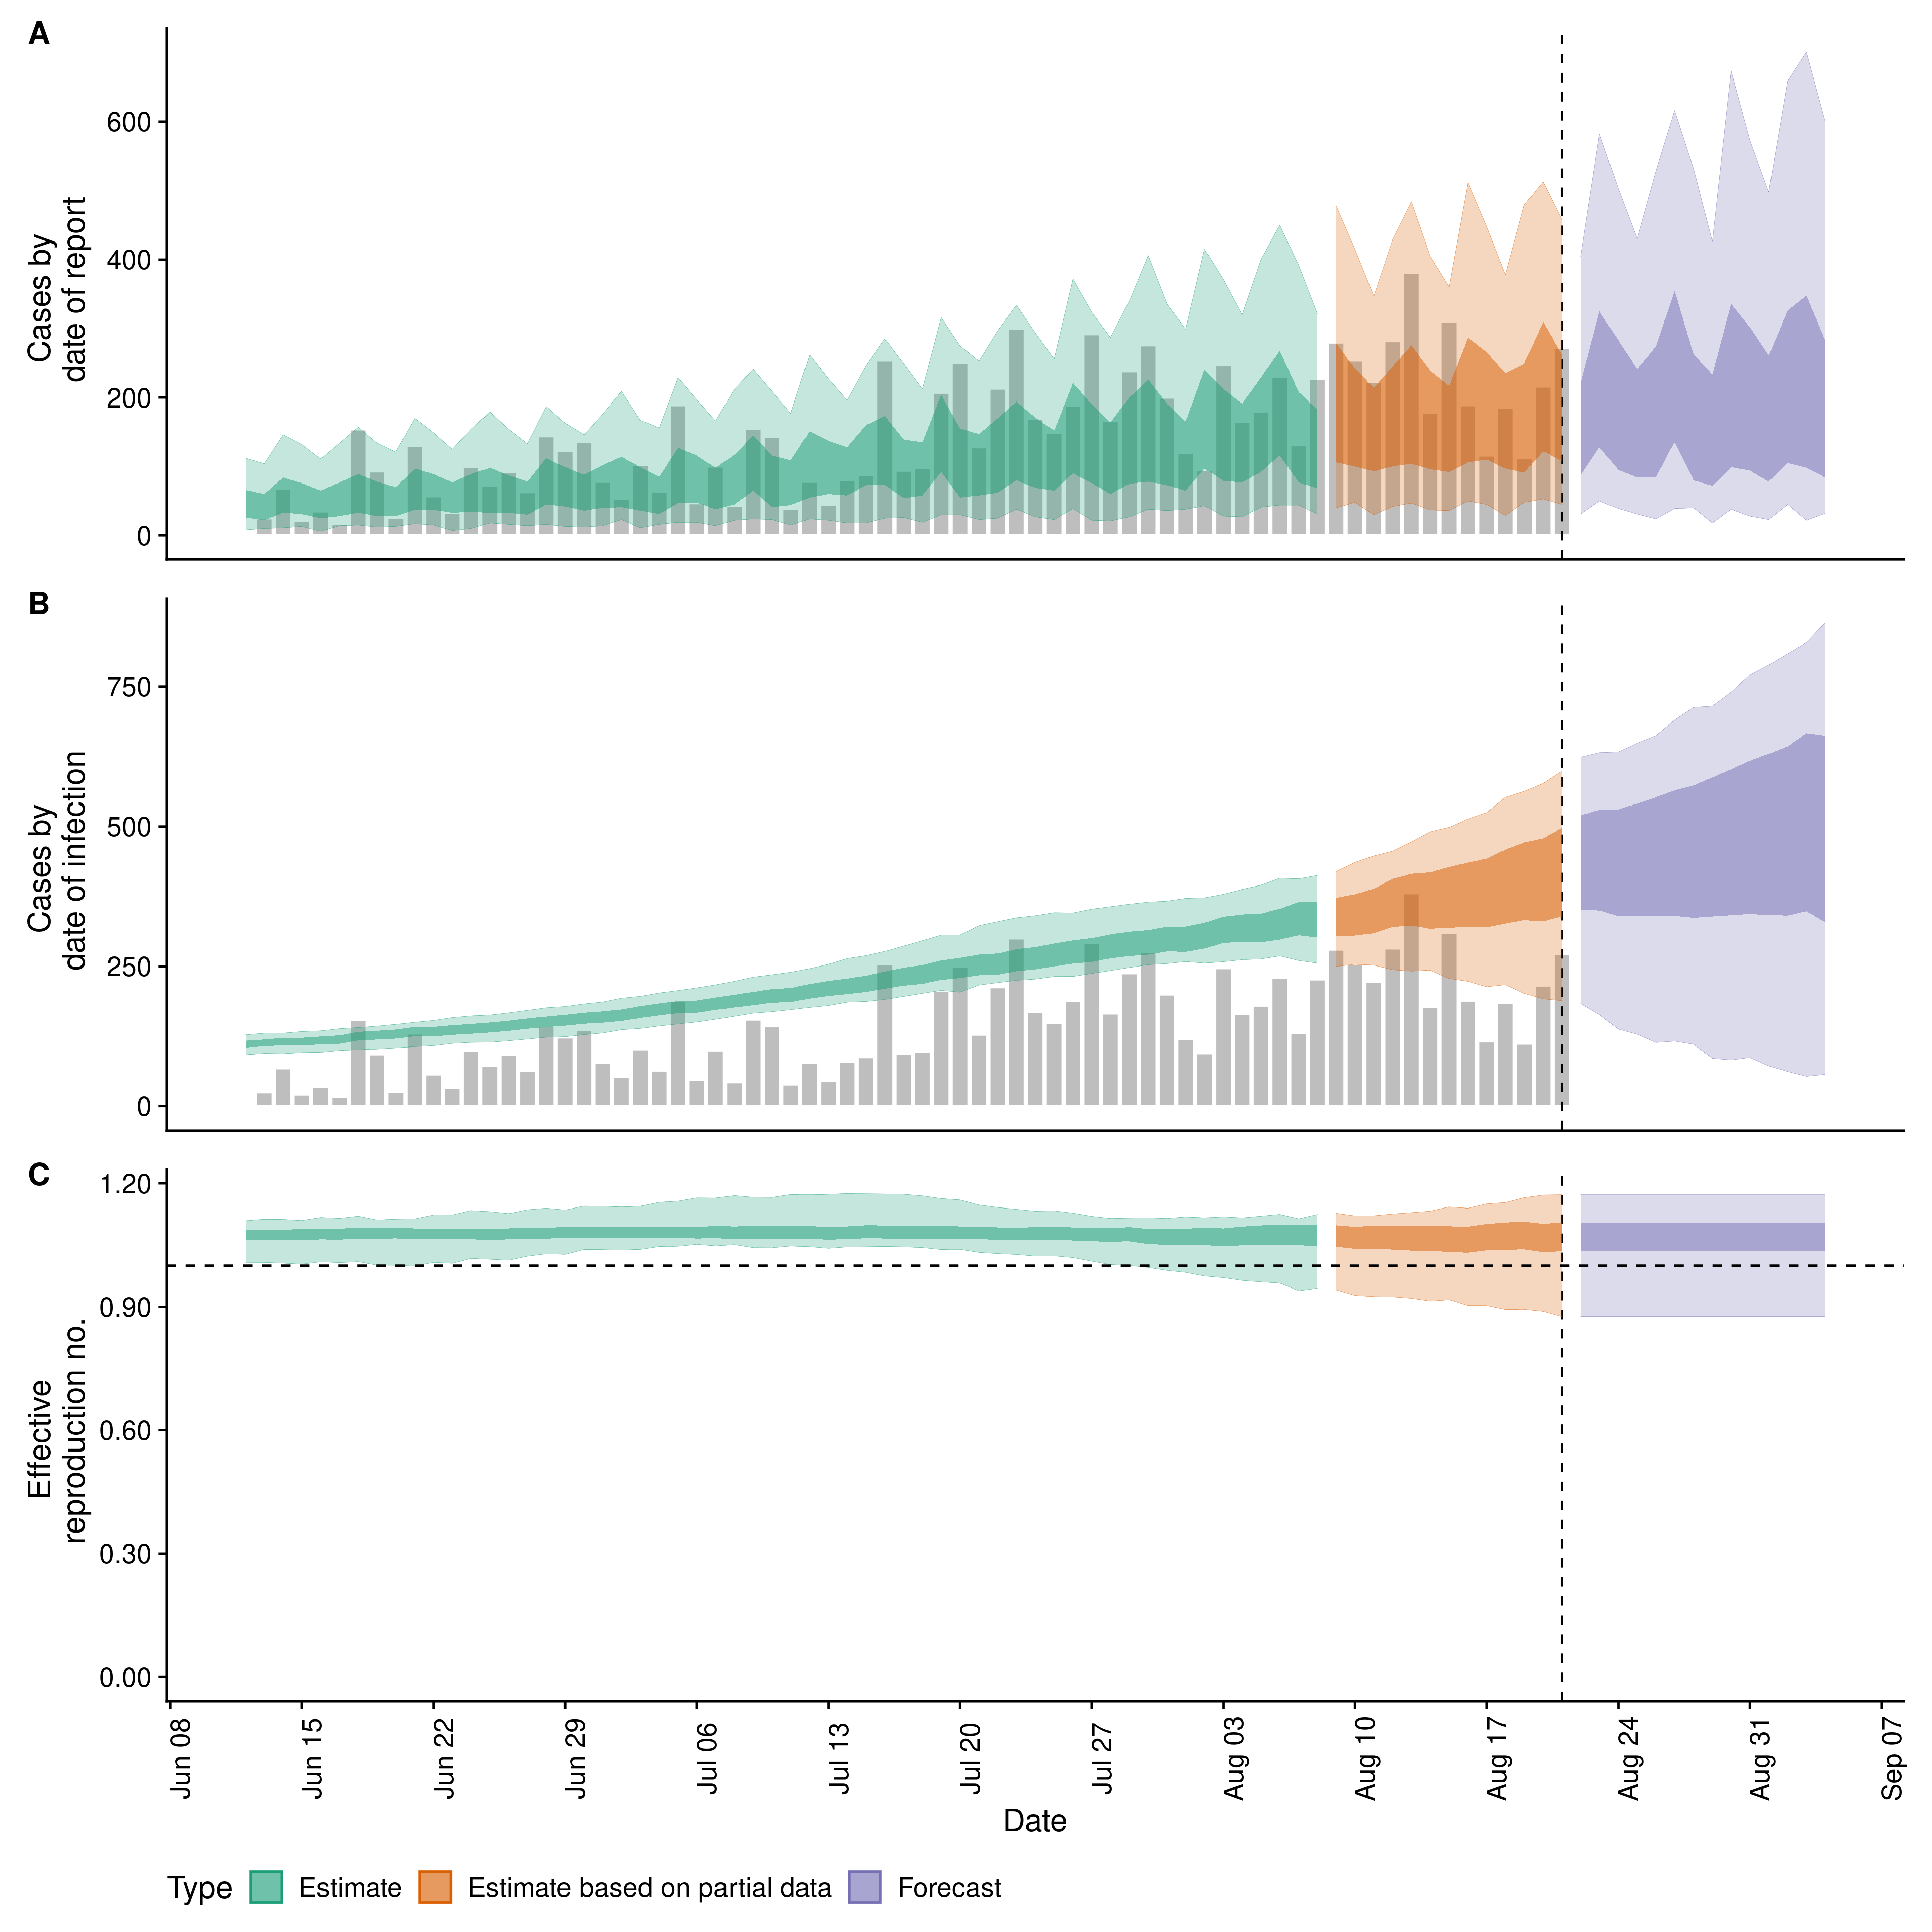 A
Cases by
date of report
600
400
200
0
B
Cases by
date of infection
750
500
250
0
C
Effective
reproduction no.
1.20
0.90
0.60
0.30
0.00
Jun 08
Jun 15
Jun 22
Jun 29
Jul 06
Jul 13
Jul 20
Jul 27
Aug 03
Aug 10
Aug 17
Aug 24
Aug 31
Sep 07
Date
Type Estimate Estimate based on partial data Forecast